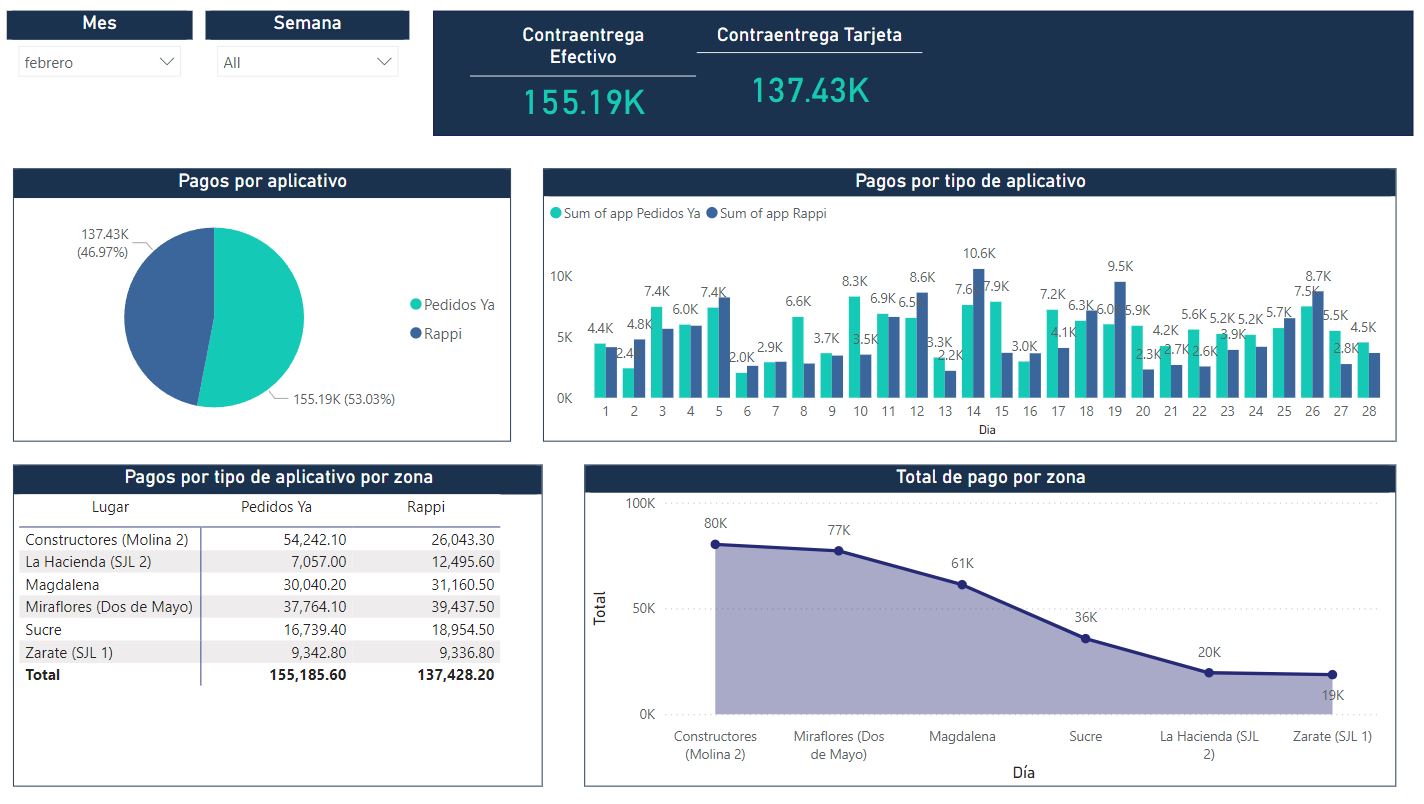 Mes
Semana
febrero
All
Contraentrega
Efectivo
155.19K
Contraentrega Tarjeta
137.43K
Pagos por aplicativo
137.43K
(46.97%)
155.19K (53.03%)
Pedidos Ya
Rappi
Pagos por tipo de aplicativo
Sum of app Pedidos Ya Sum of app Rappi
10K
5K
0K
4.4K
4.8K
7.4K
6.0K
7.4K
2.0K
2.9K
6.6K
3.7K
8.3K
3.5K
6.9K
8.6K
3.3K
2.2K
10.6K
7.9K
3.0K
7.2K
4.1K
6.3K
9.5K
5.9K
2.3K
4.2K
2.7K
5.6K
2.6K
5.2K
3.9K
5.2K
5.7K
7.5K
8.7K
5.5K
2.8K
4.5K
1 2 3 4 5 6 7 8 9 10 11 12 13 14 15 16 17 18 19 20 21 22 23 24 25 26 27 28
Dia
Pagos por tipo de aplicativo por zona
Lugar Pedidos Ya Rappi
Constructores (Molina 2) 54,242.10 26,043.30
La Hacienda (SJL 2) 7,057.00 12,495.60
Magdalena 30,040.20 31,160.50
Miraflores (Dos de Mayo) 37,764.10 39,437.50
Sucre 16,739.40 18,954.50
Zarate (SJL 1) 9,342.80 9,336.80
Total 155,185.60 137,428.20
Total de pago por zona
Total
100K
50K
0K
80K
77K
61K
36K
20K
19K
Constructores
(Molina 2)
Miraflores (Dos
de Mayo)
Magdalena
Sucre
La Hacienda (SJL
2)
Zarate (SJL 1)
Día